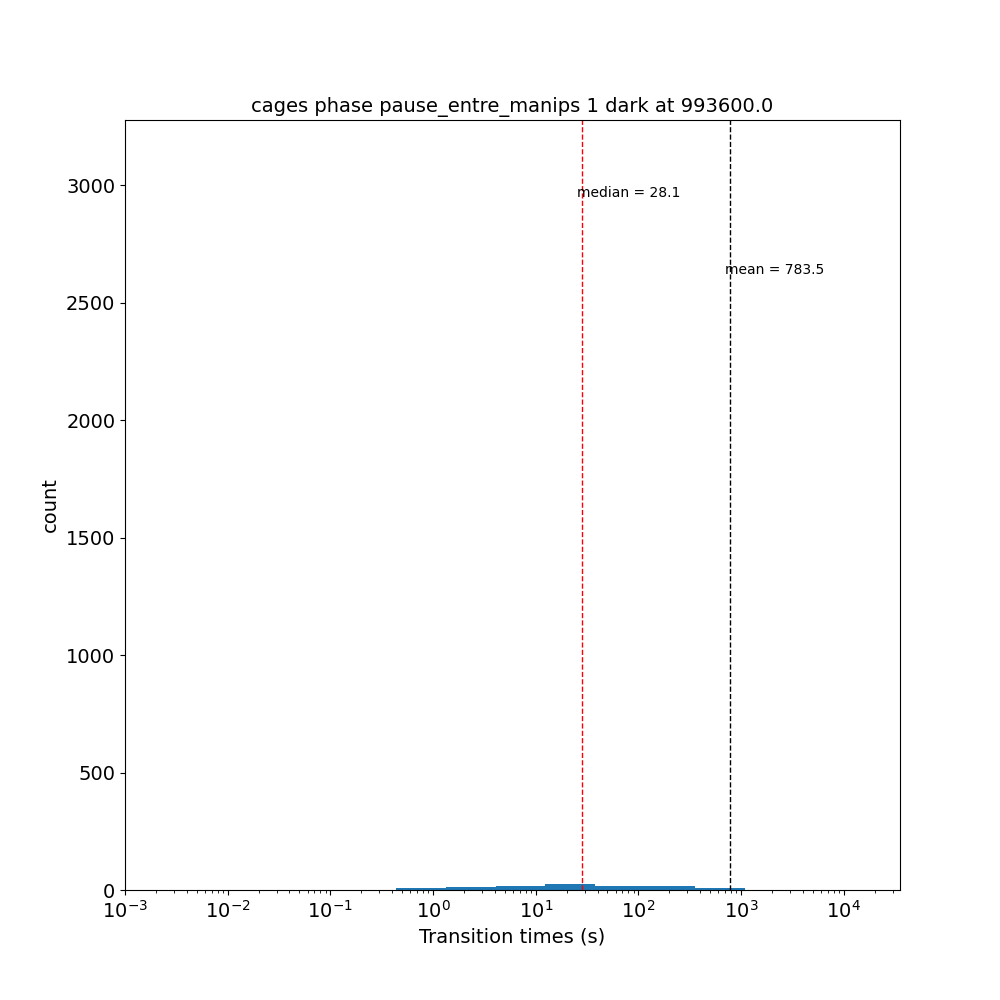 cages phase pause_entre_manips 1 dark at 993600.0
3000
median = 28.1
mean = 783.5
2500
2000
1500
count
1000
500
0
10⁻³ 10⁻² 10⁻¹ 10⁰ 10¹ 10² 10³ 10⁴
Transition times (s)